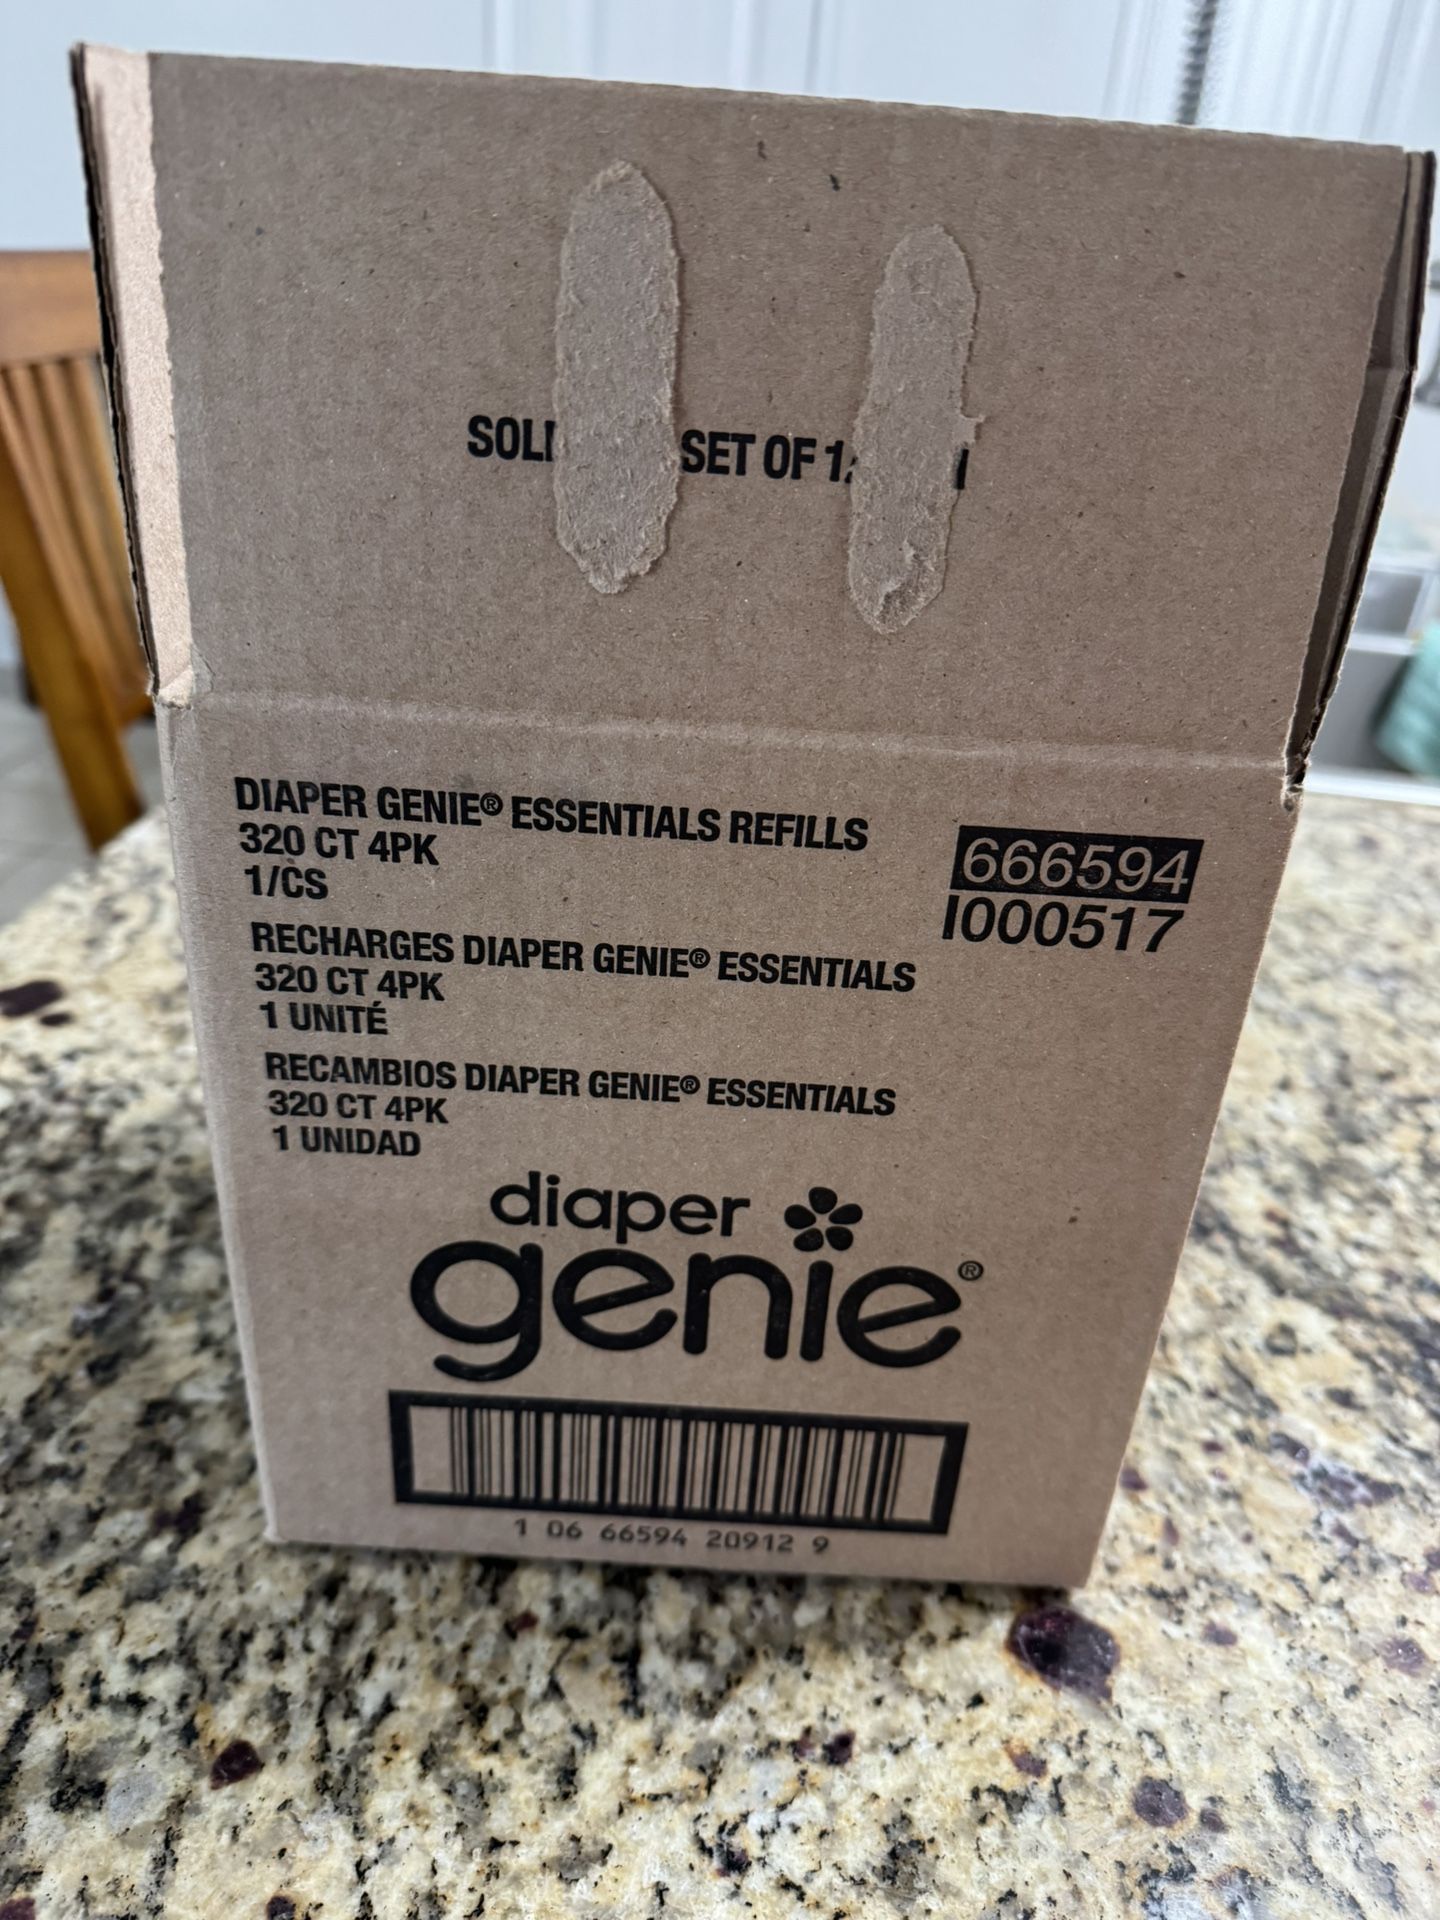 SET OF
DIAPER GENIE® ESSENTIALS REFILLS
320 CT 4PK
1/CS
666594
I000517
RECHARGES DIAPER GENIE® ESSENTIALS
320 CT 4PK
1 UNITÉ
RECAMBIOS DIAPER GENIE® ESSENTIALS
320 CT 4PK
1 UNIDAD
diaper
genie®
1 06 66594 20912 9